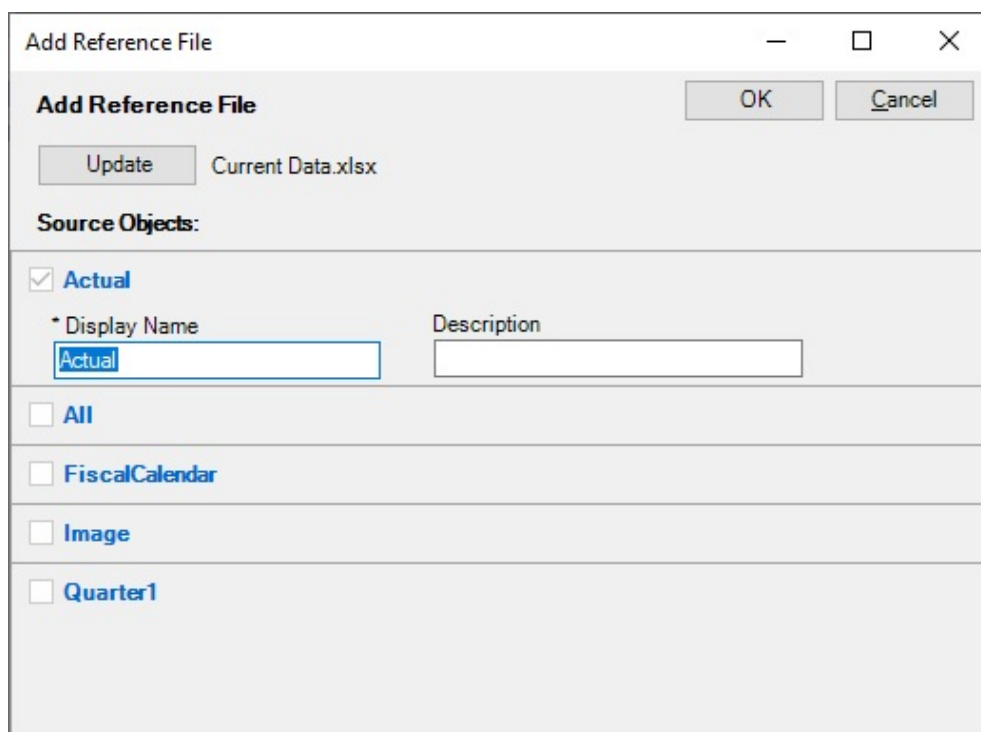 Add Reference File
Add Reference File
OK
Cancel
Update
Current Data.xlsx
Source Objects:
Actual
* Display Name
Description
Actual
All
FiscalCalendar
Image
Quarter1